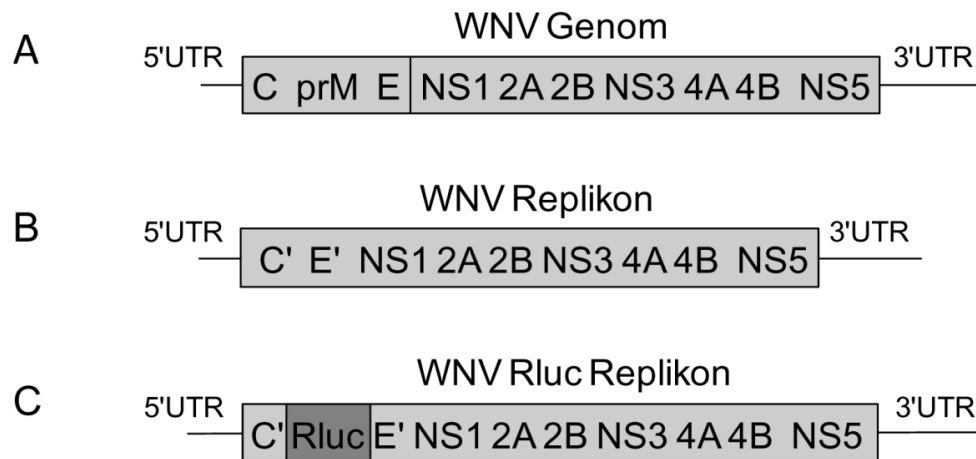 A
WNV Genom
5'UTR
3'UTR
C prM E NS1 2A 2B NS3 4A 4B NS5
B
WNV Replikon
5'UTR
3'UTR
C' E' NS1 2A 2B NS3 4A 4B NS5
C
WNV Rluc Replikon
5'UTR
3'UTR
C' Rluc E' NS1 2A 2B NS3 4A 4B NS5